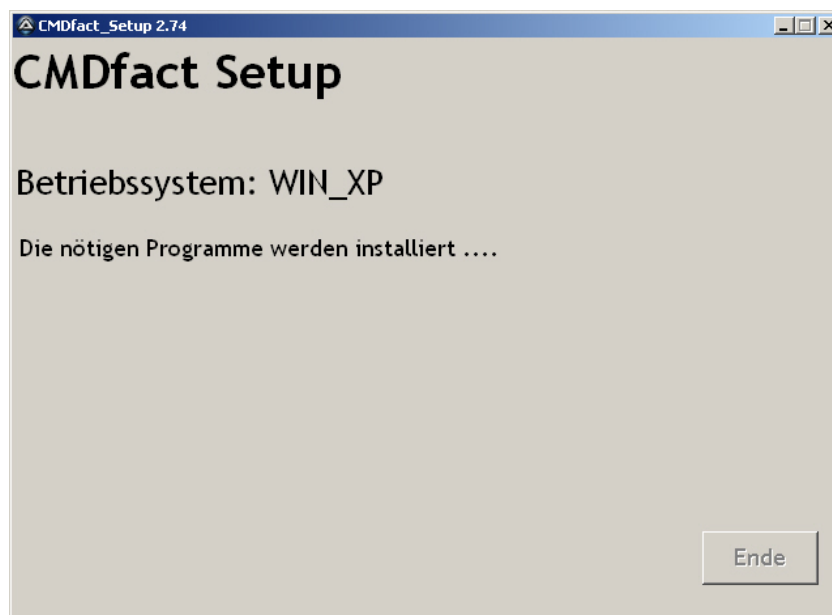 CMDfact_Setup 2.74
CMDfact Setup
Betriebssystem: WIN_XP
Die nötigen Programme werden installiert ....
Ende